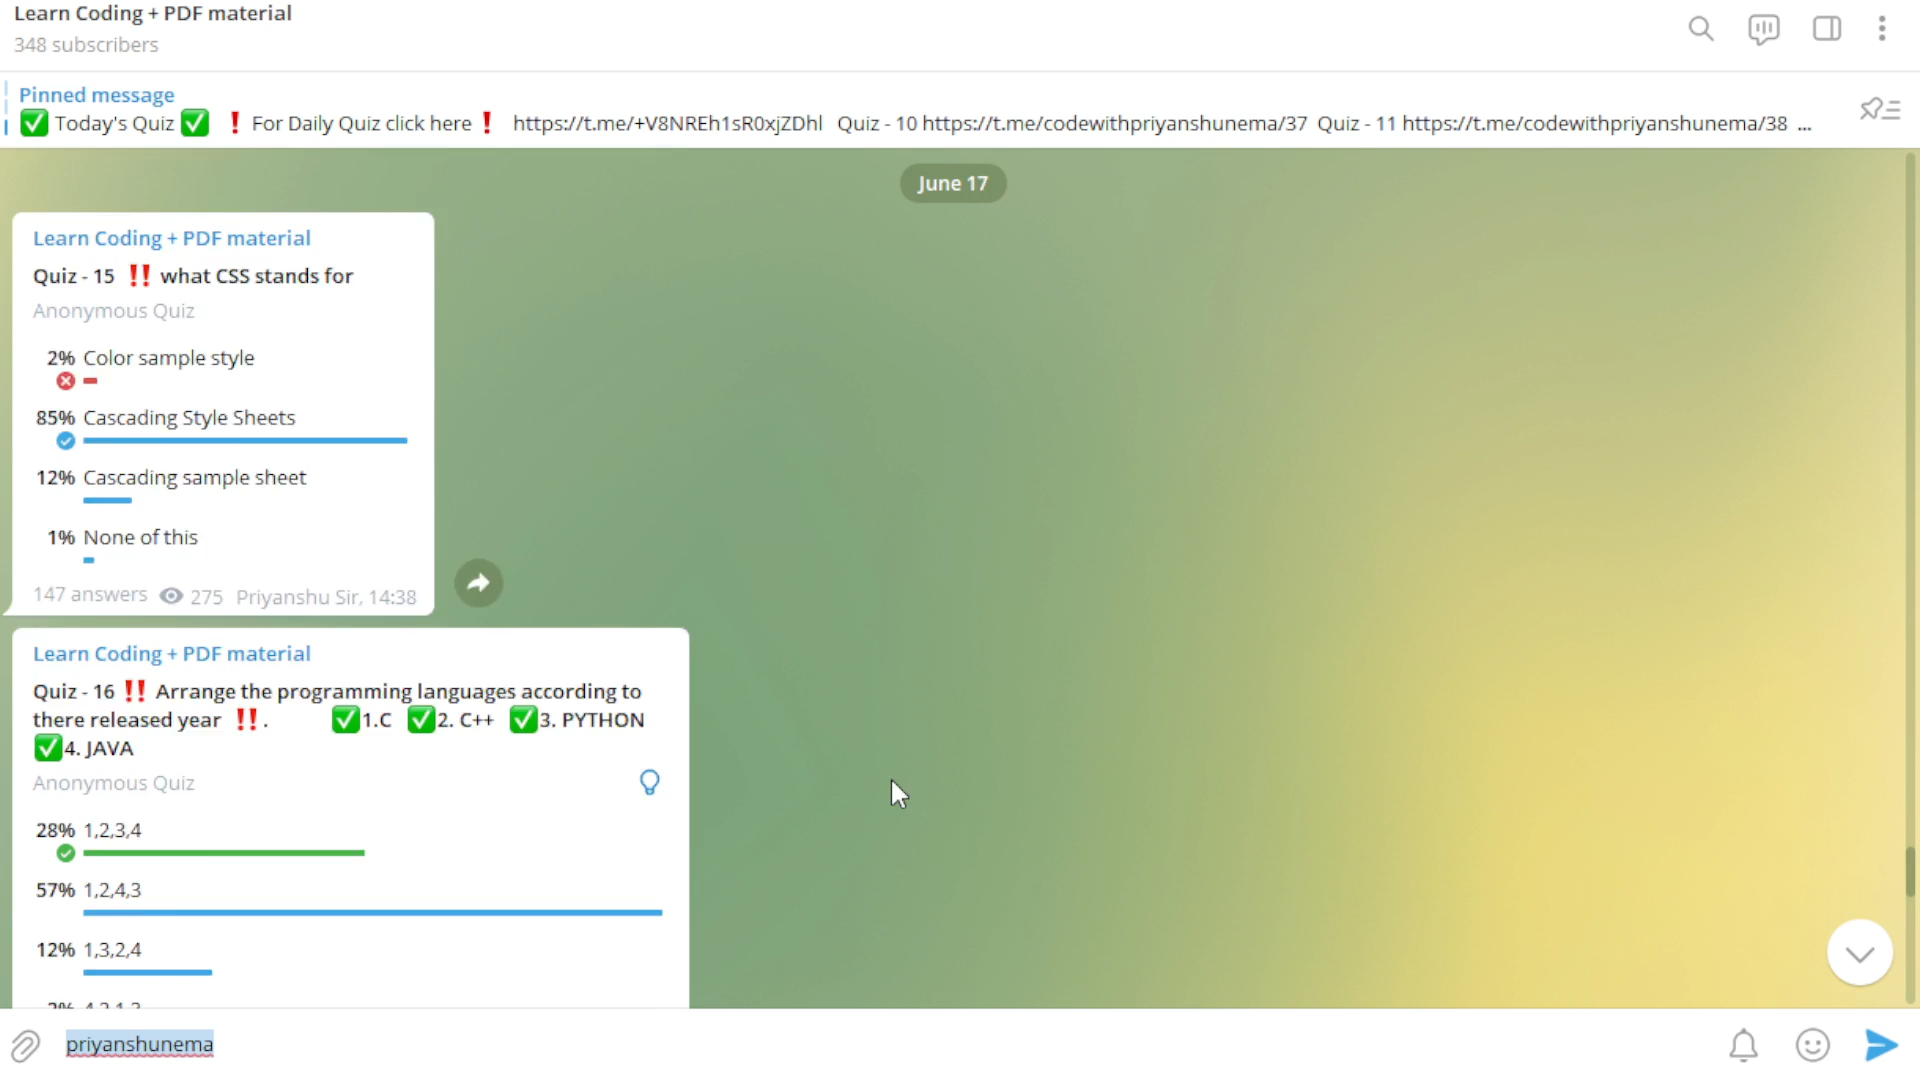 Learn Coding + PDF material
348 subscribers
Pinned message
✅ Today's Quiz ✅ ❗ For Daily Quiz click here ❗ https://t.me/+V8NREh1sR0xjZDhl Quiz - 10 https://t.me/codewithpriyanshunema/37 Quiz - 11 https://t.me/codewithpriyanshunema/38 ...
June 17
Learn Coding + PDF material
Quiz - 15 ‼️ what CSS stands for
Anonymous Quiz
2% Color sample style
85% Cascading Style Sheets
12% Cascading sample sheet
1% None of this
147 answers 275 Priyanshu Sir, 14:38
Learn Coding + PDF material
Quiz - 16 ‼️ Arrange the programming languages according to
there released year ‼️. ✅1.C ✅2. C++ ✅3. PYTHON
✅4. JAVA
Anonymous Quiz
28% 1,2,3,4
57% 1,2,4,3
12% 1,3,2,4
priyanshunema